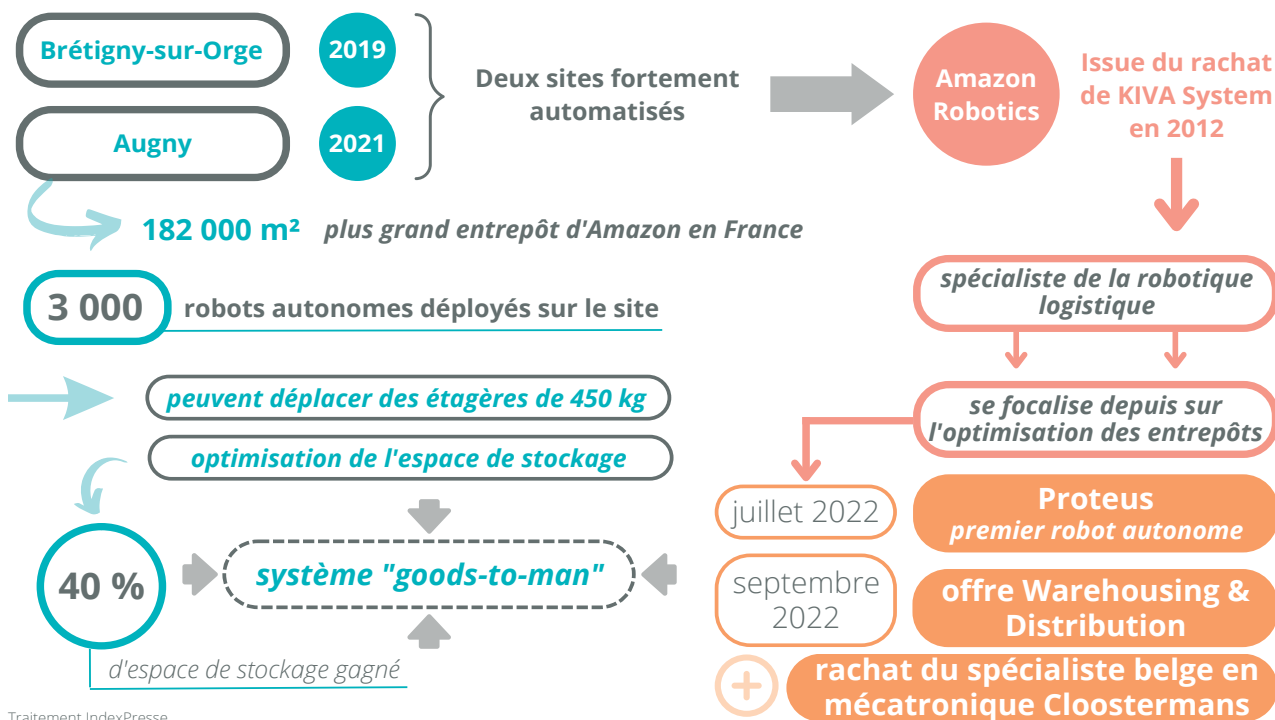 Brétigny-sur-Orge
2019
Augny
2021
Deux sites fortement
automatisés
Amazon
Robotics
Issue du rachat
de KIVA System
en 2012
182 000 m²
plus grand entrepôt d'Amazon en France
3 000
robots autonomes déployés sur le site
peuvent déplacer des étagères de 450 kg
optimisation de l'espace de stockage
40 %
d'espace de stockage gagné
système "goods-to-man"
spécialiste de la robotique
logistique
se focalise depuis sur
l'optimisation des entrepôts
juillet 2022
Proteus
premier robot autonome
septembre
2022
offre Warehousing &
Distribution
+
rachat du spécialiste belge en
mécatronique Cloostermans
Traitement IndexPresse